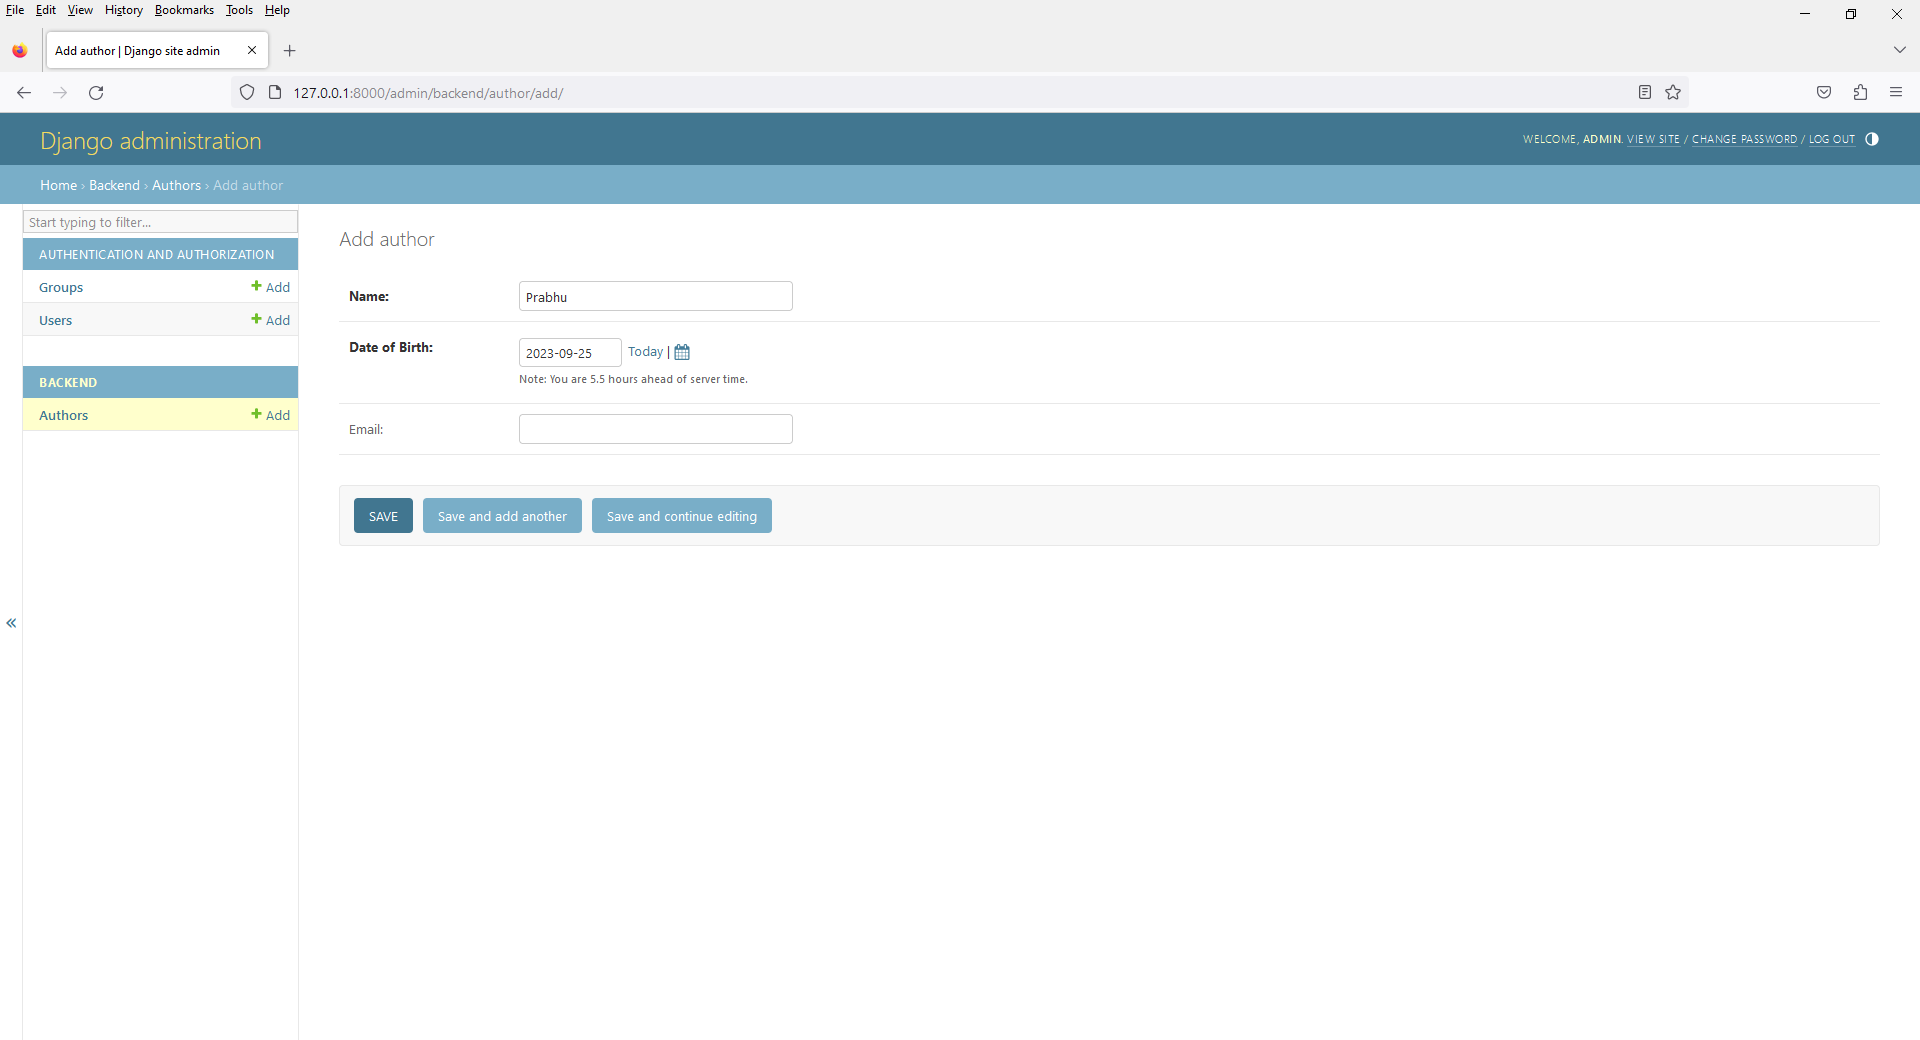 File Edit View History Bookmarks Tools Help
Add author | Django site admin
127.0.0.1:8000/admin/backend/author/add/
Django administration
WELCOME, ADMIN. VIEW SITE / CHANGE PASSWORD / LOG OUT
Home › Backend › Authors › Add author
Start typing to filter...
AUTHENTICATION AND AUTHORIZATION
Groups + Add
Users + Add
BACKEND
Authors + Add
«
Add author
Name: Prabhu
Date of Birth: 2023-09-25 Today |
Note: You are 5.5 hours ahead of server time.
Email:
SAVE Save and add another Save and continue editing